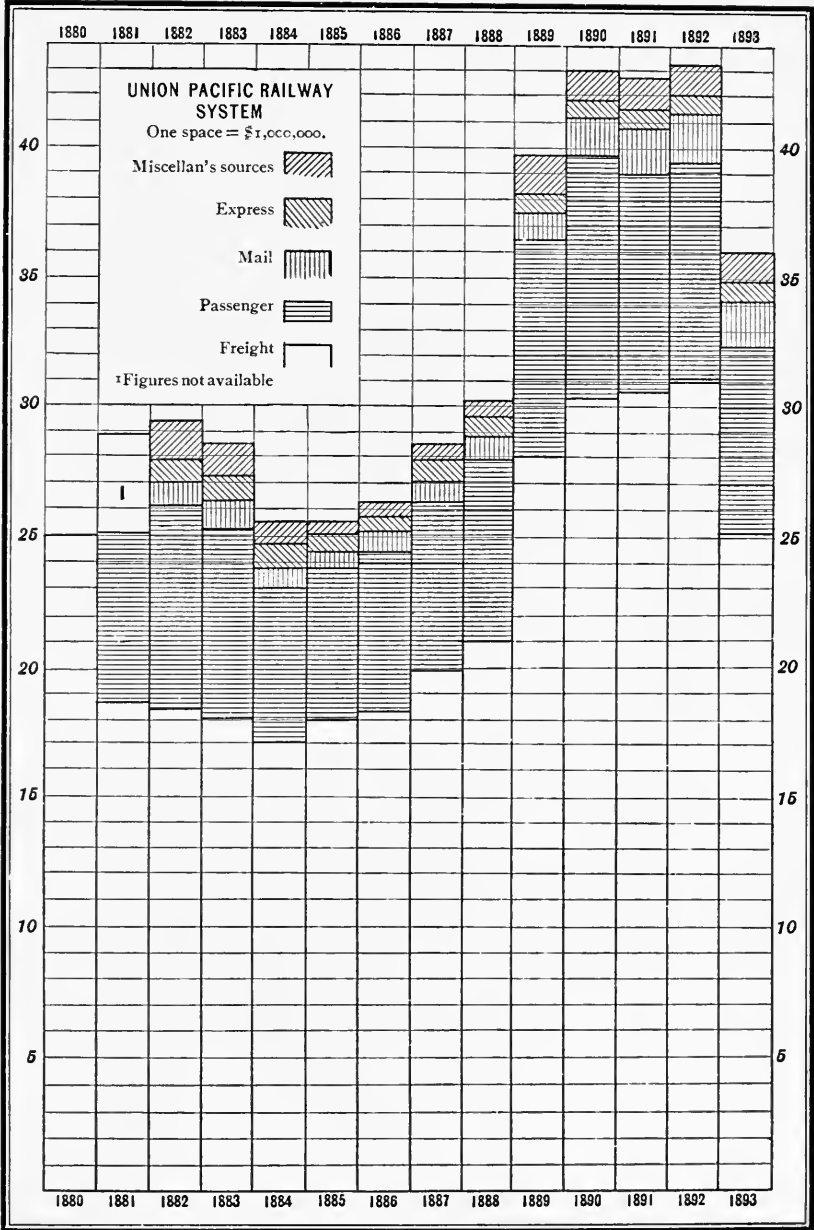 1880 1881 1882 1883 1884 1885 1886 1887 1888 1889 1890 1891 1892 1893
UNION PACIFIC RAILWAY
SYSTEM
One space = $1,000,000.
Miscellan's sources
Express
Mail
Passenger
Freight
1Figures not available
40 40
35 35
30 30
1
25 25
20 20
15 15
10 10
5 5
1880 1881 1882 1883 1884 1885 1886 1887 1888 1889 1890 1891 1892 1893